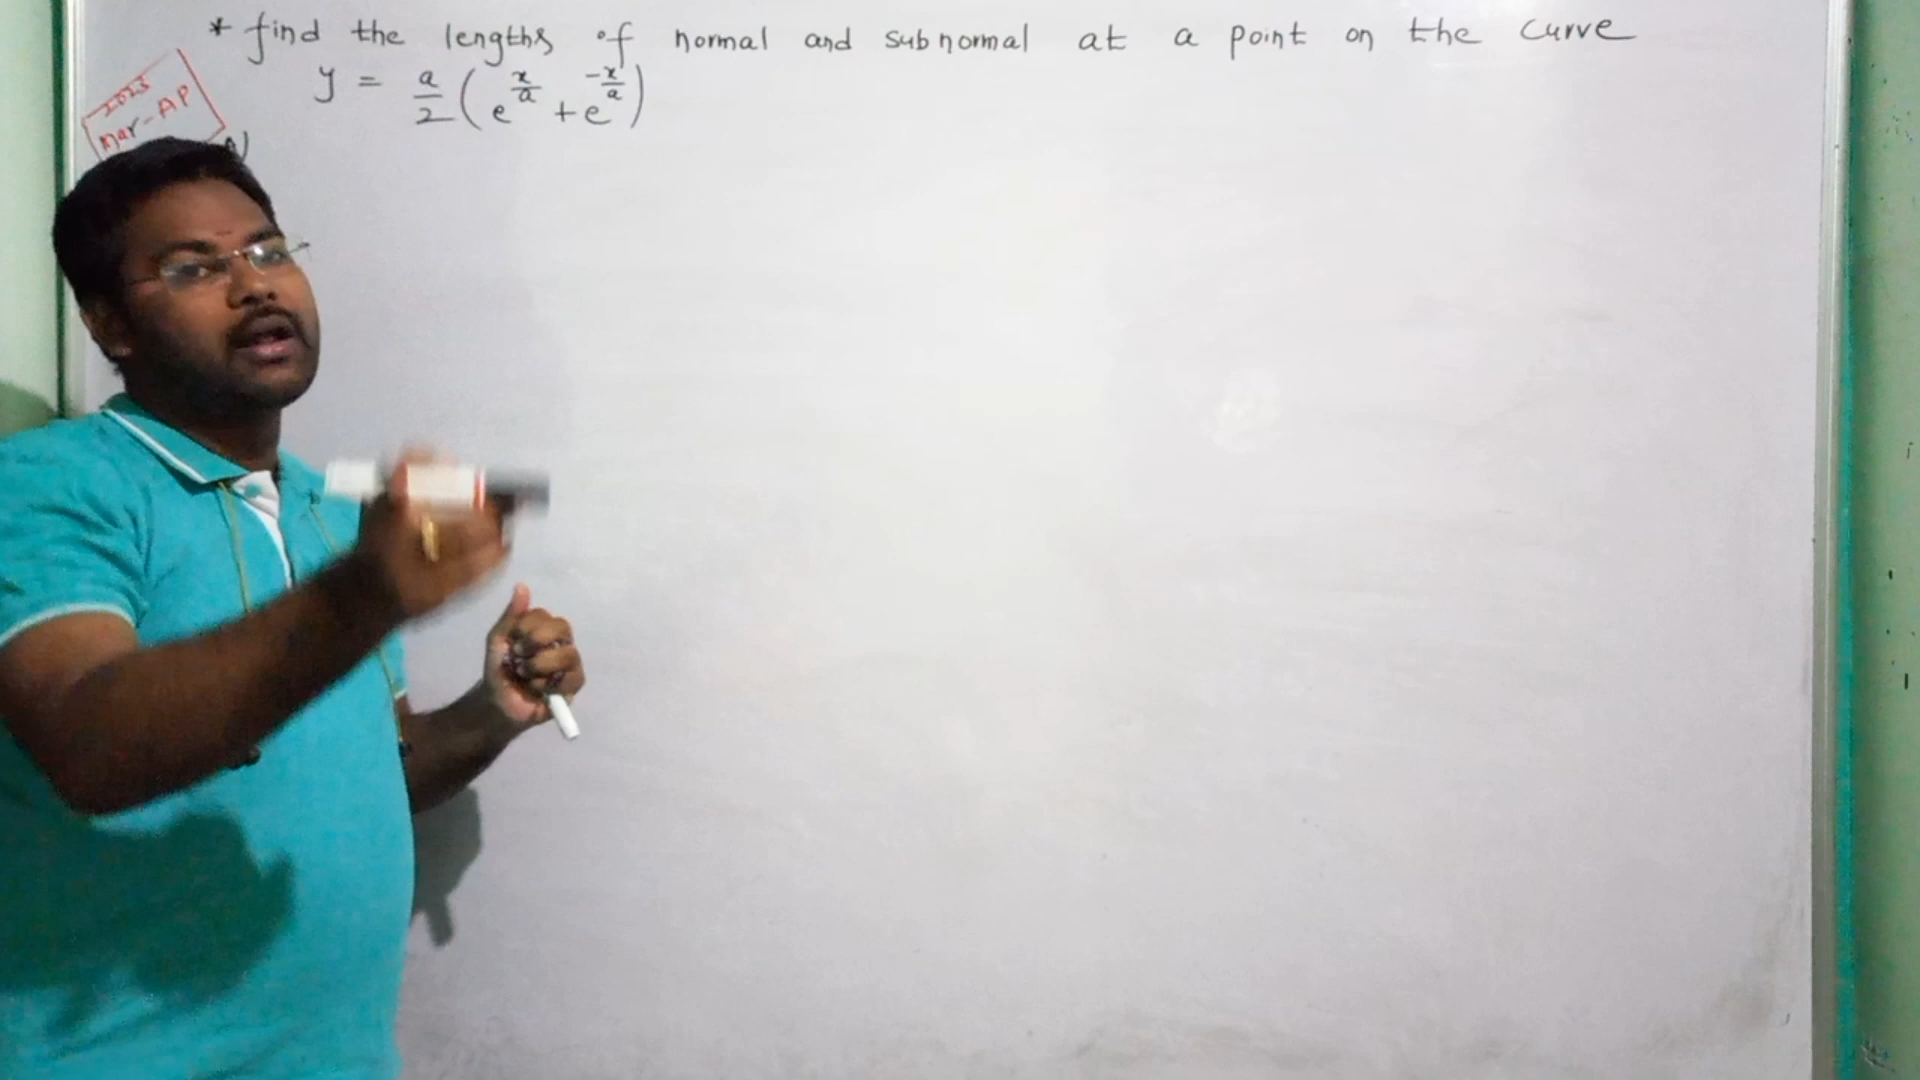 * find the lengths of normal and subnormal at a point on the curve
y = a/2 (e^{x/a} + e^{-x/a})
2023
Mar-AP